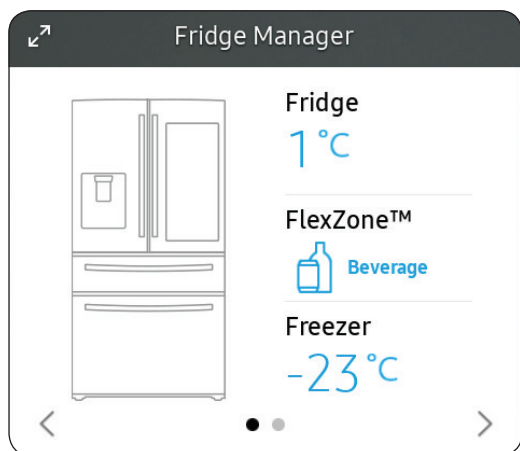 Fridge Manager
Fridge
1°C
FlexZone™
Beverage
Freezer
-23°C